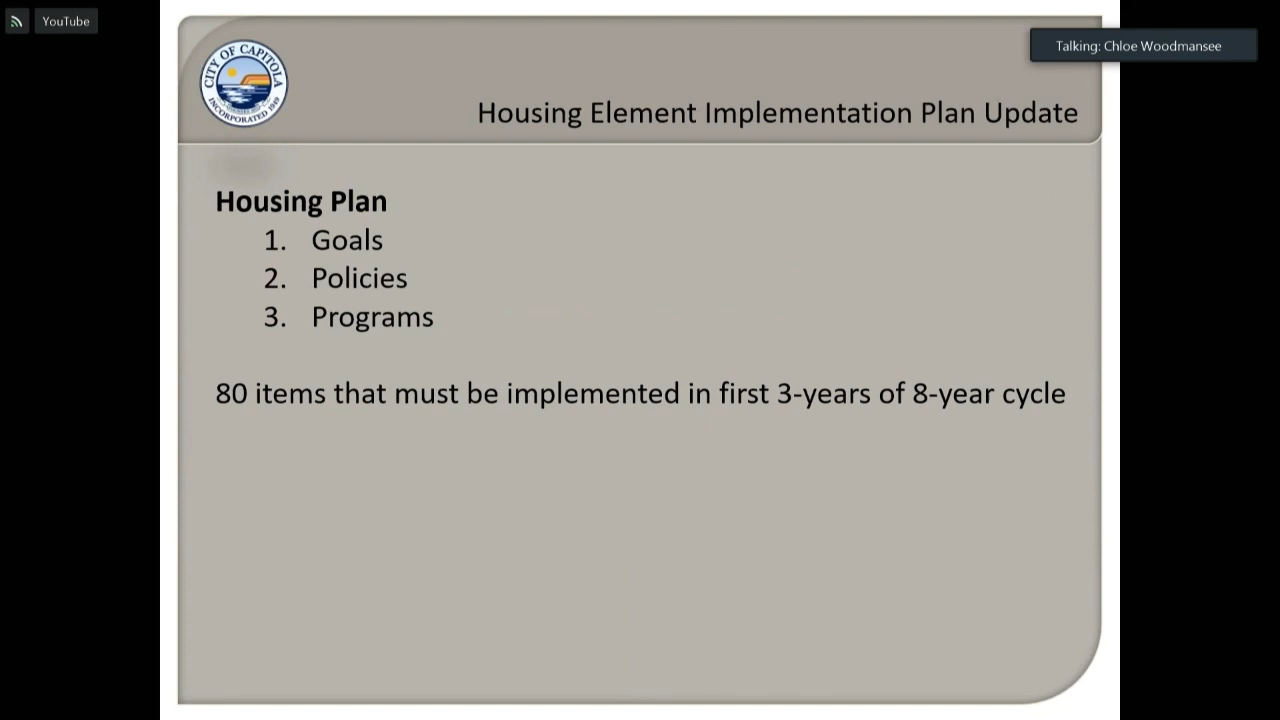 YouTube
Talking: Chloe Woodmansee
CITY OF CAPITOLA
INCORPORATED 1949
Housing Element Implementation Plan Update
Housing Plan
1. Goals
2. Policies
3. Programs
80 items that must be implemented in first 3-years of 8-year cycle